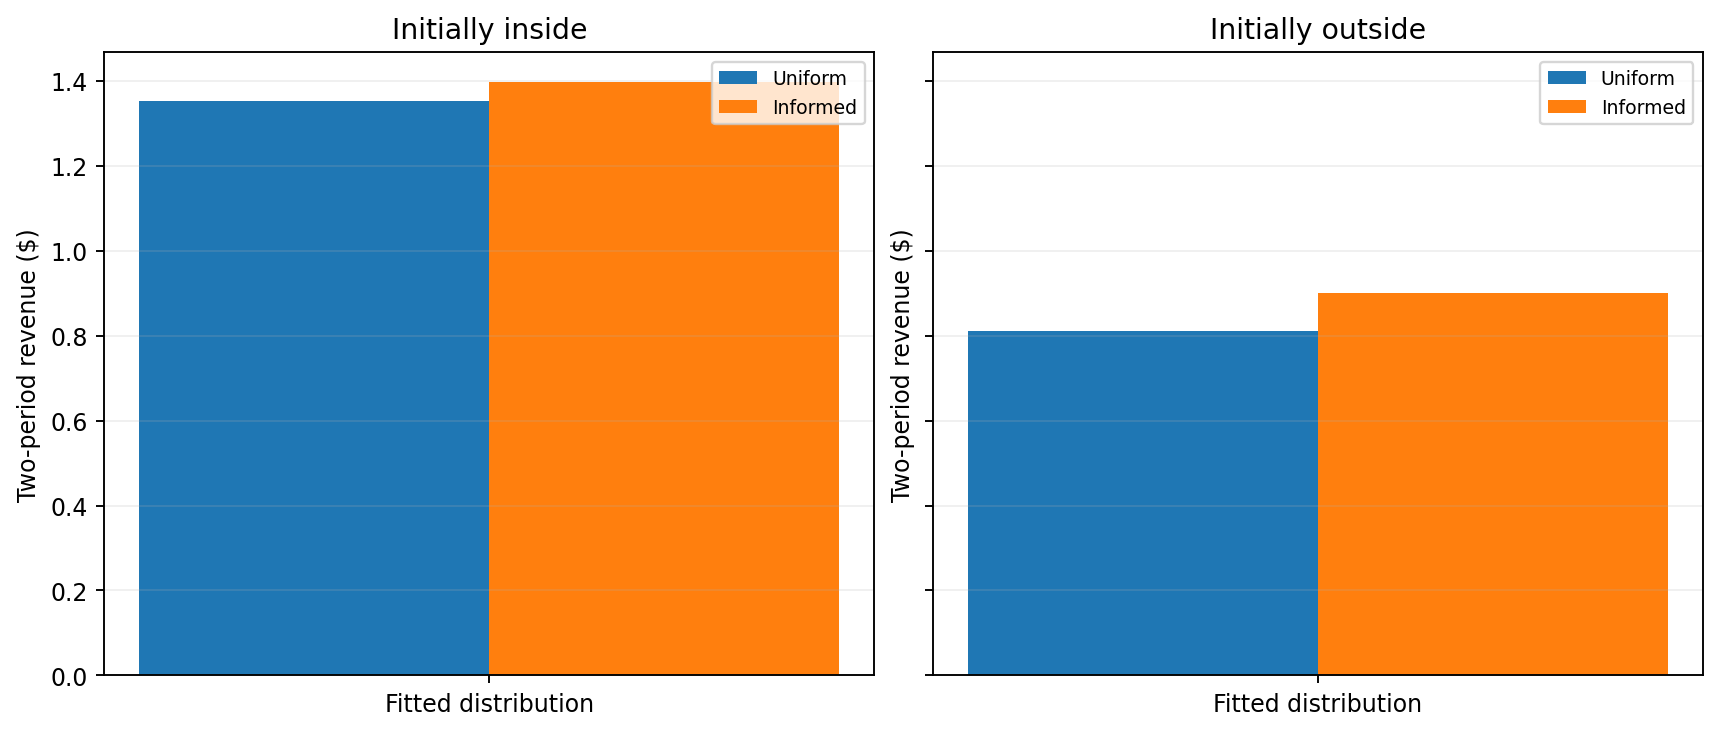 Initially inside
Two-period revenue ($)
1.4
1.2
1.0
0.8
0.6
0.4
0.2
0.0
Uniform
Informed
Fitted distribution
Initially outside
Two-period revenue ($)
Uniform
Informed
Fitted distribution